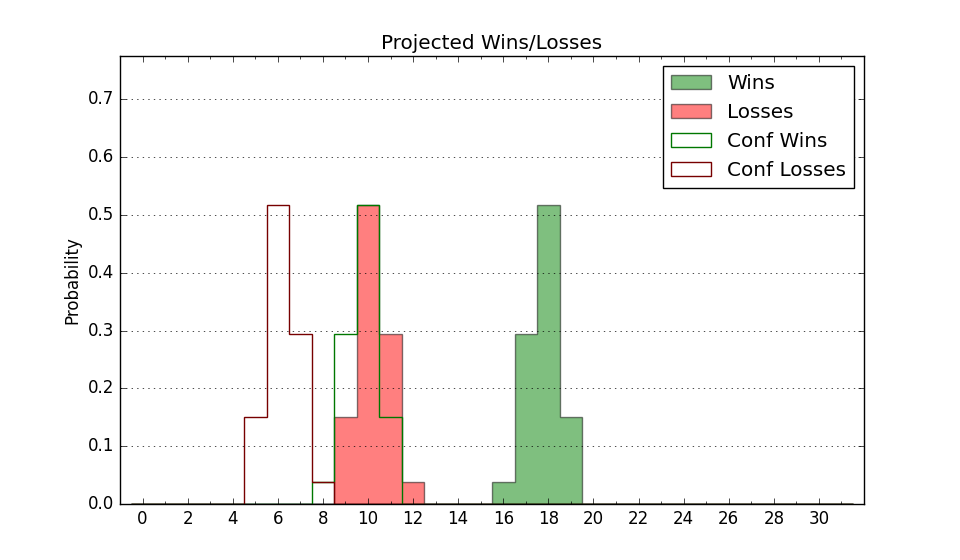 Projected Wins/Losses
Wins
Losses
Conf Wins
Conf Losses
0.7
0.6
0.5
0.4
0.3
0.2
0.1
0.0
Probability
0 2 4 6 8 10 12 14 16 18 20 22 24 26 28 30